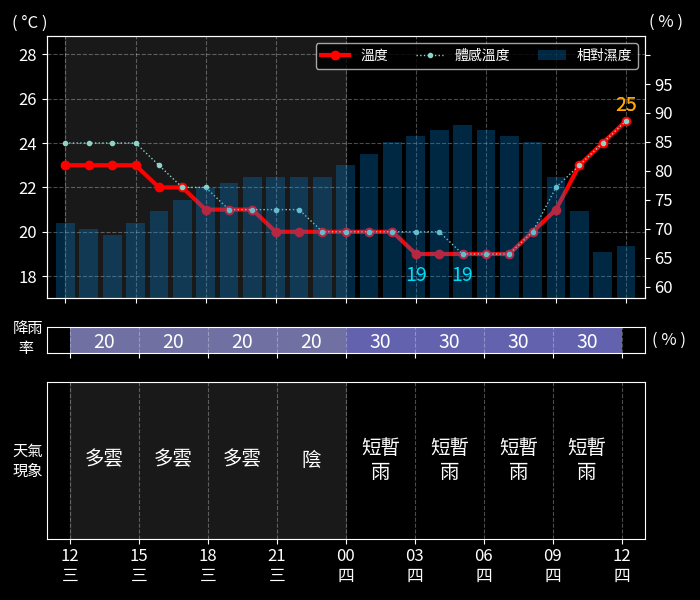 ( °C )
( % )
溫度
體感溫度
相對濕度
28
26
24
22
20
18
95
90
85
80
75
70
65
60
25
19
19
降雨
率
20
20
20
20
30
30
30
30
( % )
天氣
現象
多雲
多雲
多雲
陰
短暫
雨
短暫
雨
短暫
雨
短暫
雨
12
三
15
三
18
三
21
三
00
四
03
四
06
四
09
四
12
四